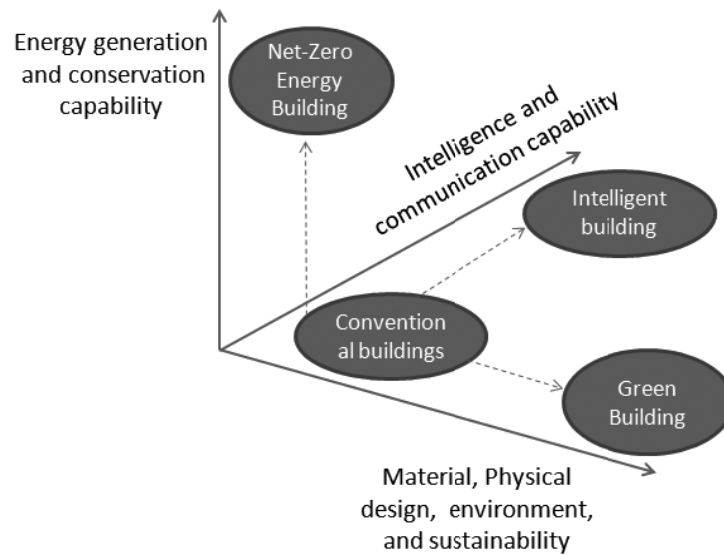 Energy generation
and conservation
capability
Net-Zero
Energy
Building
Intelligence and
communication capability
Intelligent
building
Convention
al buildings
Green
Building
Material, Physical
design, environment,
and sustainability